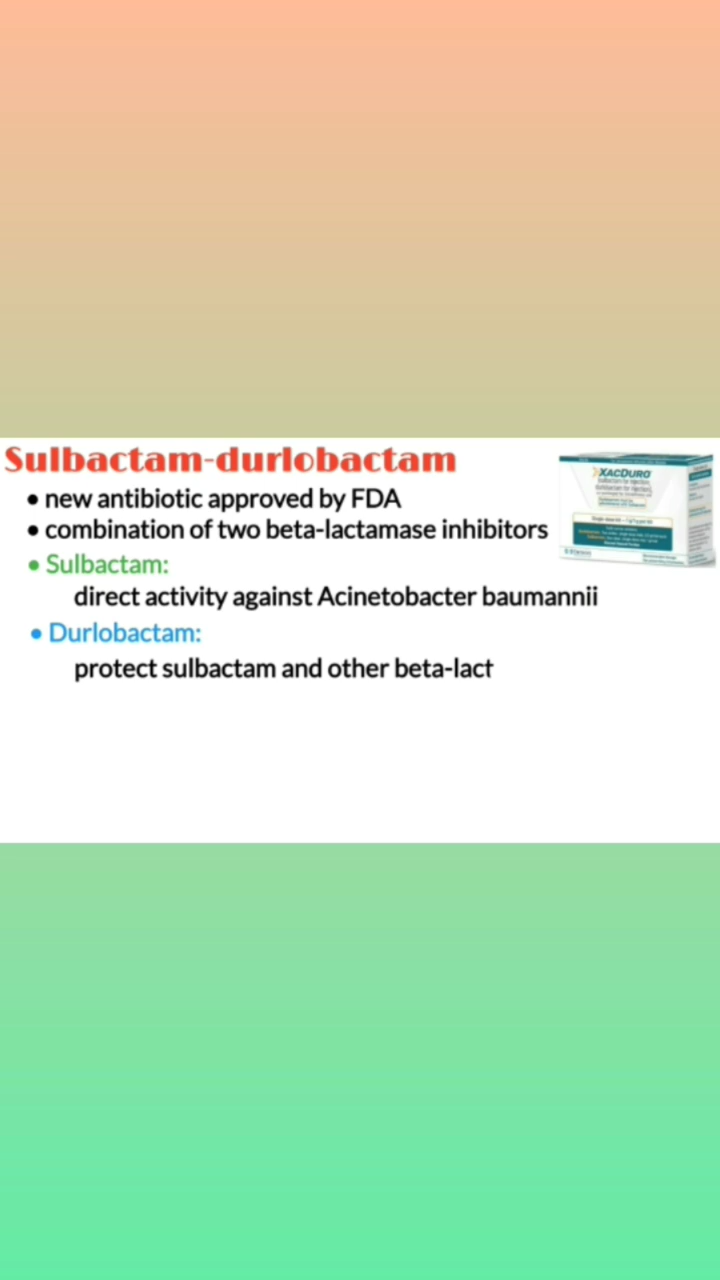 Sulbactam-durlobactam
• new antibiotic approved by FDA
• combination of two beta-lactamase inhibitors
• Sulbactam:
direct activity against Acinetobacter baumannii
• Durlobactam:
protect sulbactam and other beta-lact
XACDURO